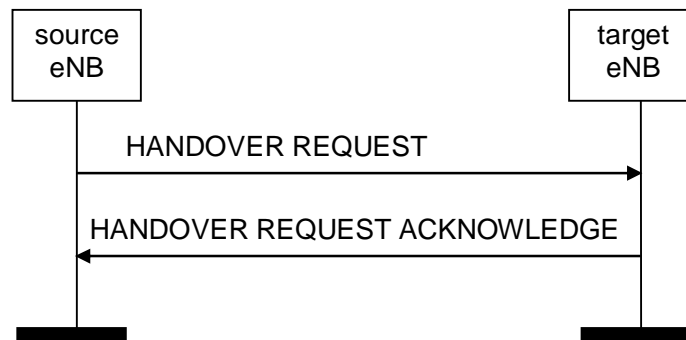 source
eNB
target
eNB
HANDOVER REQUEST
HANDOVER REQUEST ACKNOWLEDGE